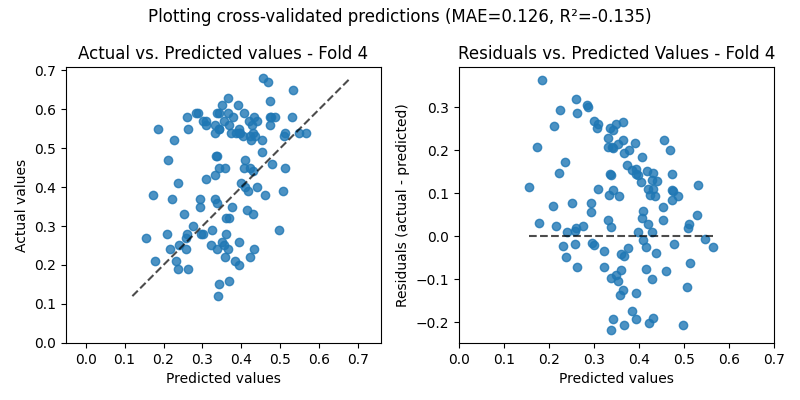 Plotting cross-validated predictions (MAE=0.126, R²=-0.135)
Actual vs. Predicted values - Fold 4
Actual values
0.7
0.6
0.5
0.4
0.3
0.2
0.1
0.0
0.0 0.1 0.2 0.3 0.4 0.5 0.6 0.7
Predicted values
Residuals vs. Predicted Values - Fold 4
Residuals (actual - predicted)
0.3
0.2
0.1
0.0
−0.1
−0.2
0.0 0.1 0.2 0.3 0.4 0.5 0.6 0.7
Predicted values